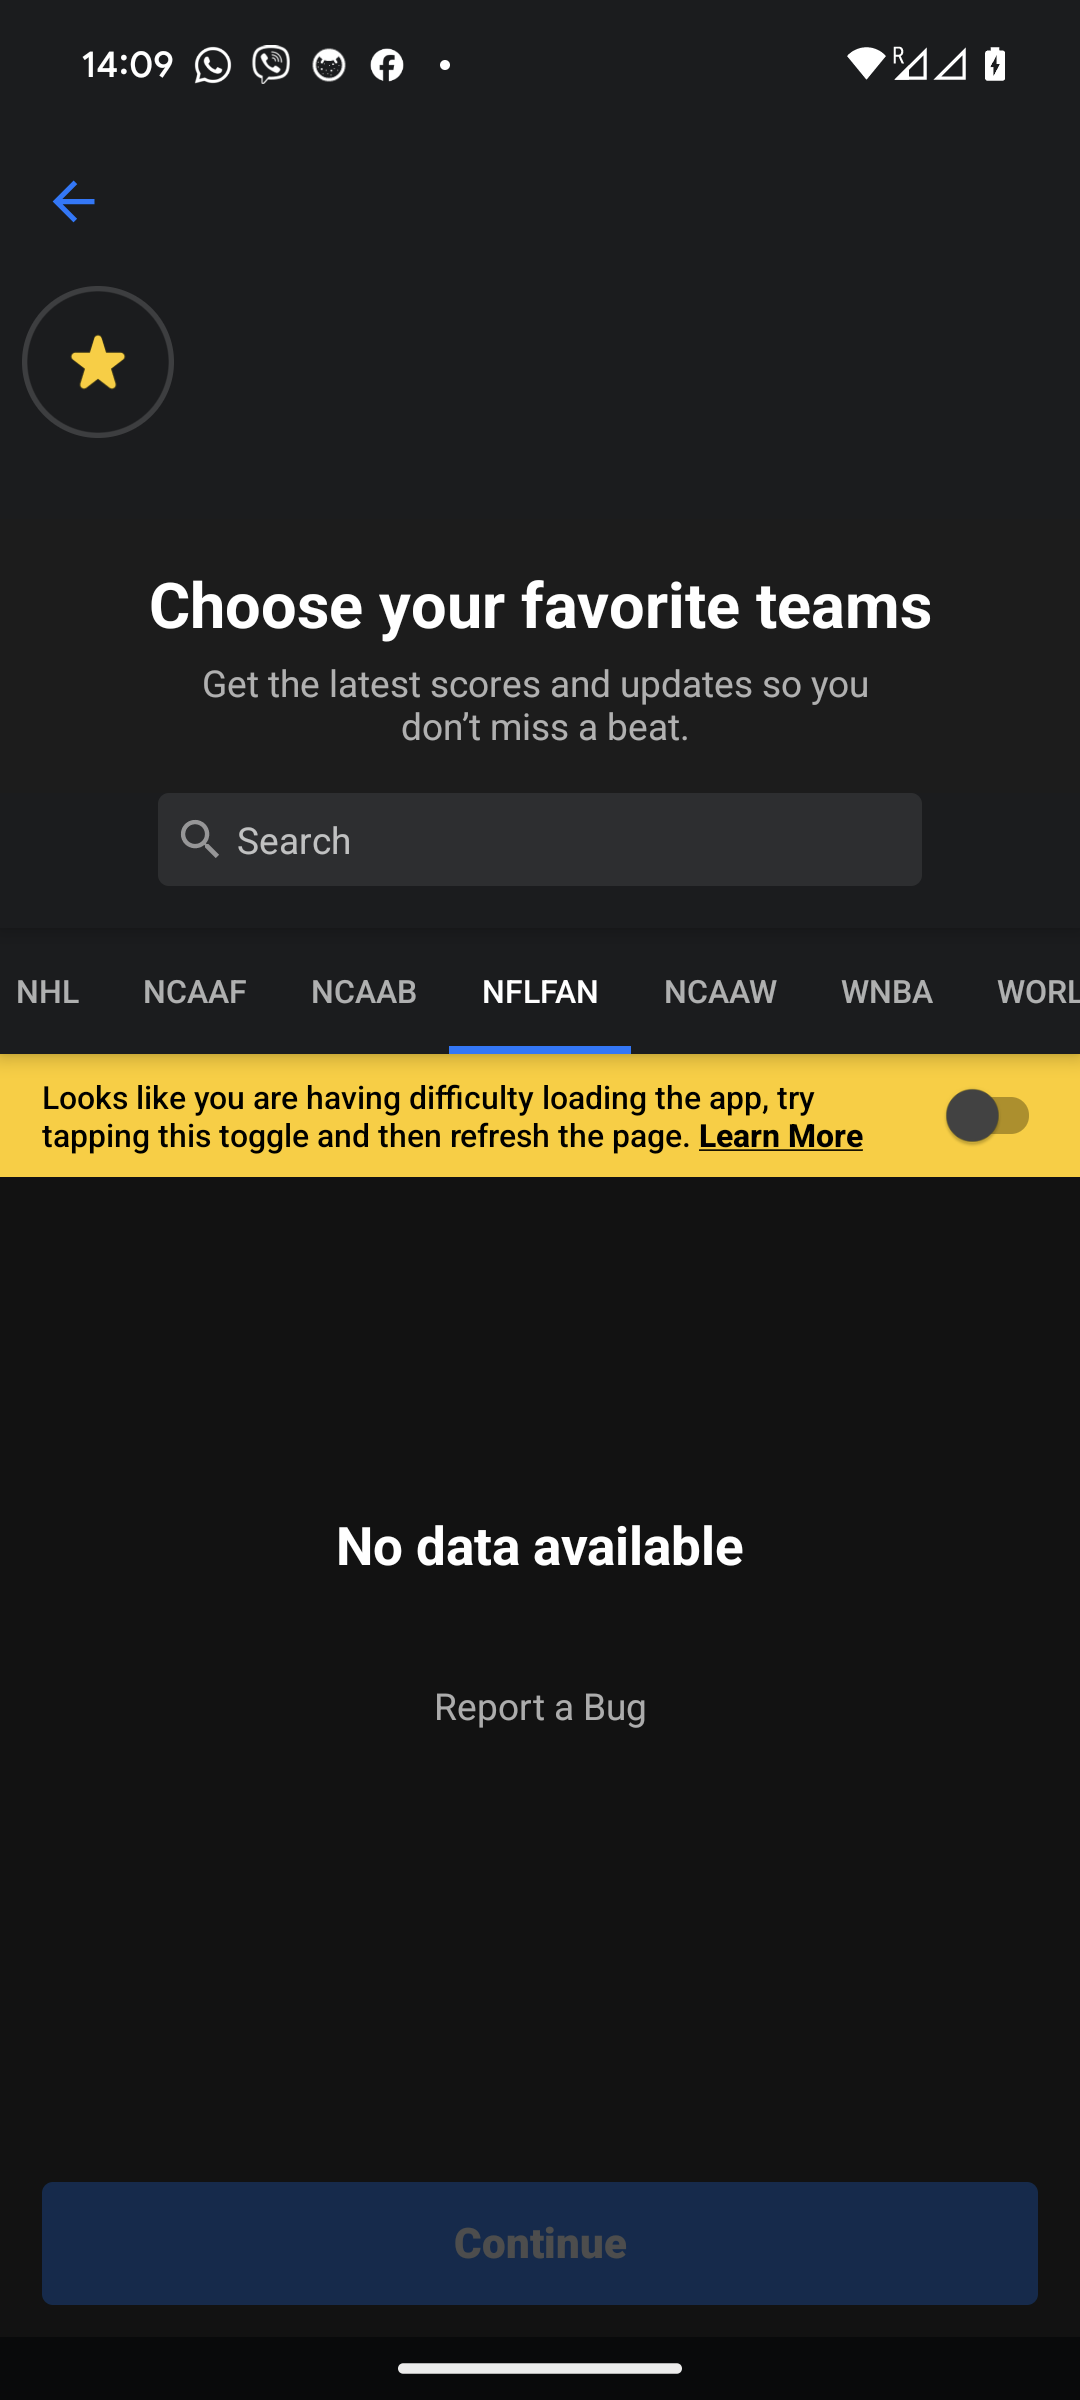 14:09
R
Choose your favorite teams
Get the latest scores and updates so you
don’t miss a beat.
Search
NHL NCAAF NCAAB NFLFAN NCAAW WNBA WORL
Looks like you are having difficulty loading the app, try
tapping this toggle and then refresh the page. Learn More
No data available
Report a Bug
Continue